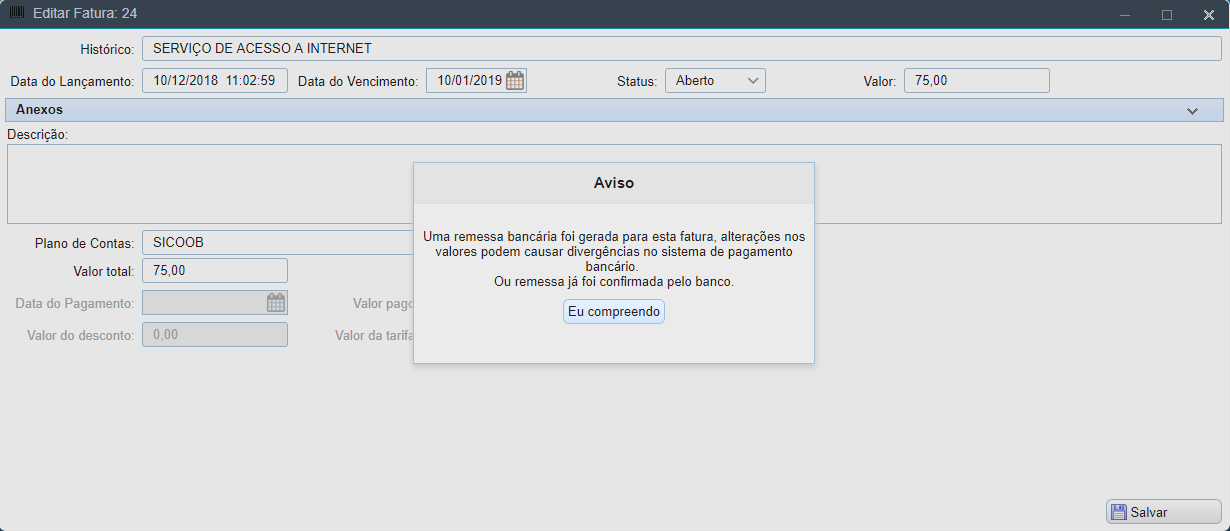 Editar Fatura: 24
Histórico: SERVIÇO DE ACESSO A INTERNET
Data do Lançamento: 10/12/2018 11:02:59 Data do Vencimento: 10/01/2019 Status: Aberto Valor: 75,00
Anexos
Descrição:
Aviso
Uma remessa bancária foi gerada para esta fatura, alterações nos
valores podem causar divergências no sistema de pagamento
bancário.
Ou remessa já foi confirmada pelo banco.
Eu compreendo
Plano de Contas: SICOOB
Valor total: 75,00
Data do Pagamento: Valor pago
Valor do desconto: 0,00 Valor da tarifa
Salvar